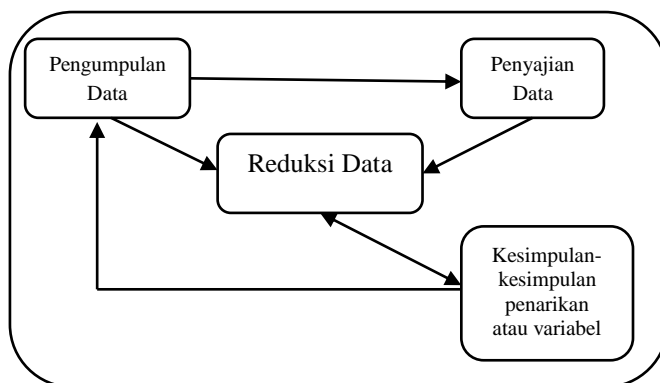 Pengumpulan
Data
Penyajian
Data
Reduksi Data
Kesimpulan-
kesimpulan
penarikan
atau variabel